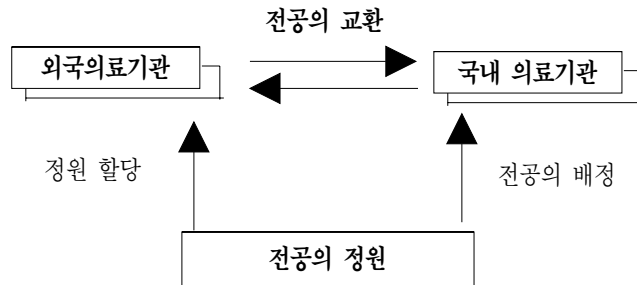 전공의 교환
외국의료기관
국내 의료기관
정원 할당
전공의 배정
전공의 정원